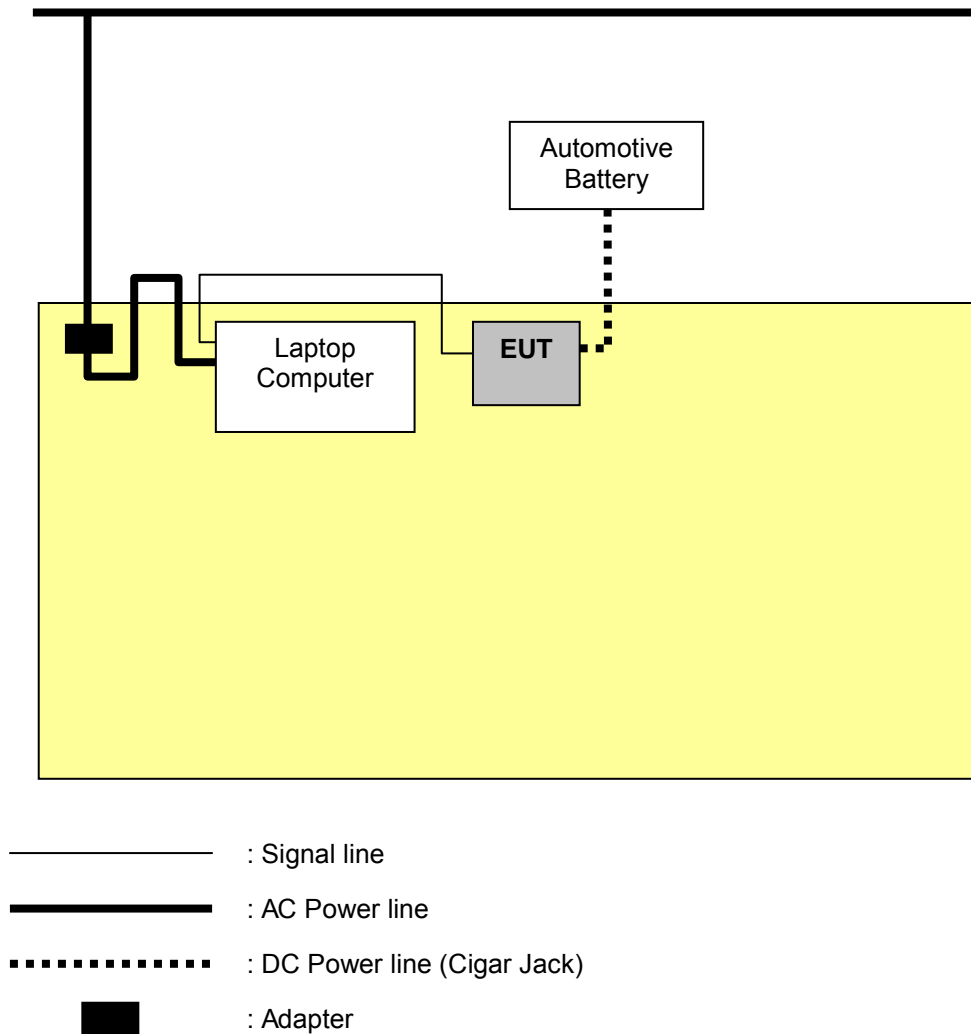 Automotive
Battery
Laptop
Computer
EUT
: Signal line
: AC Power line
: DC Power line (Cigar Jack)
: Adapter